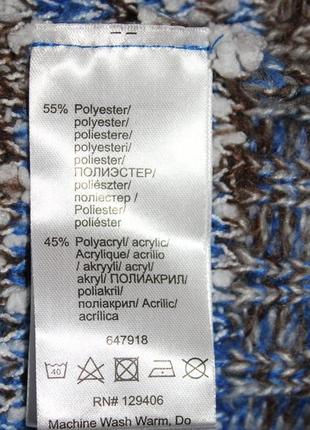 55% Polyester/
polyester/
poliestere/
polyesteri/
poliester/
ПОЛИЭСТЕР/
poliészter/
поліестер /
Poliester/
poliéster
45% Polyacryl/ acrylic/
Acrylique/ acrilio
/ akryyli/ acryl/
akryl/ ПОЛИАКРИЛ/
poliakril/
поліакрил/ Acrilic/
acrílica
647918
40
RN# 129406
Machine Wash Warm, Do